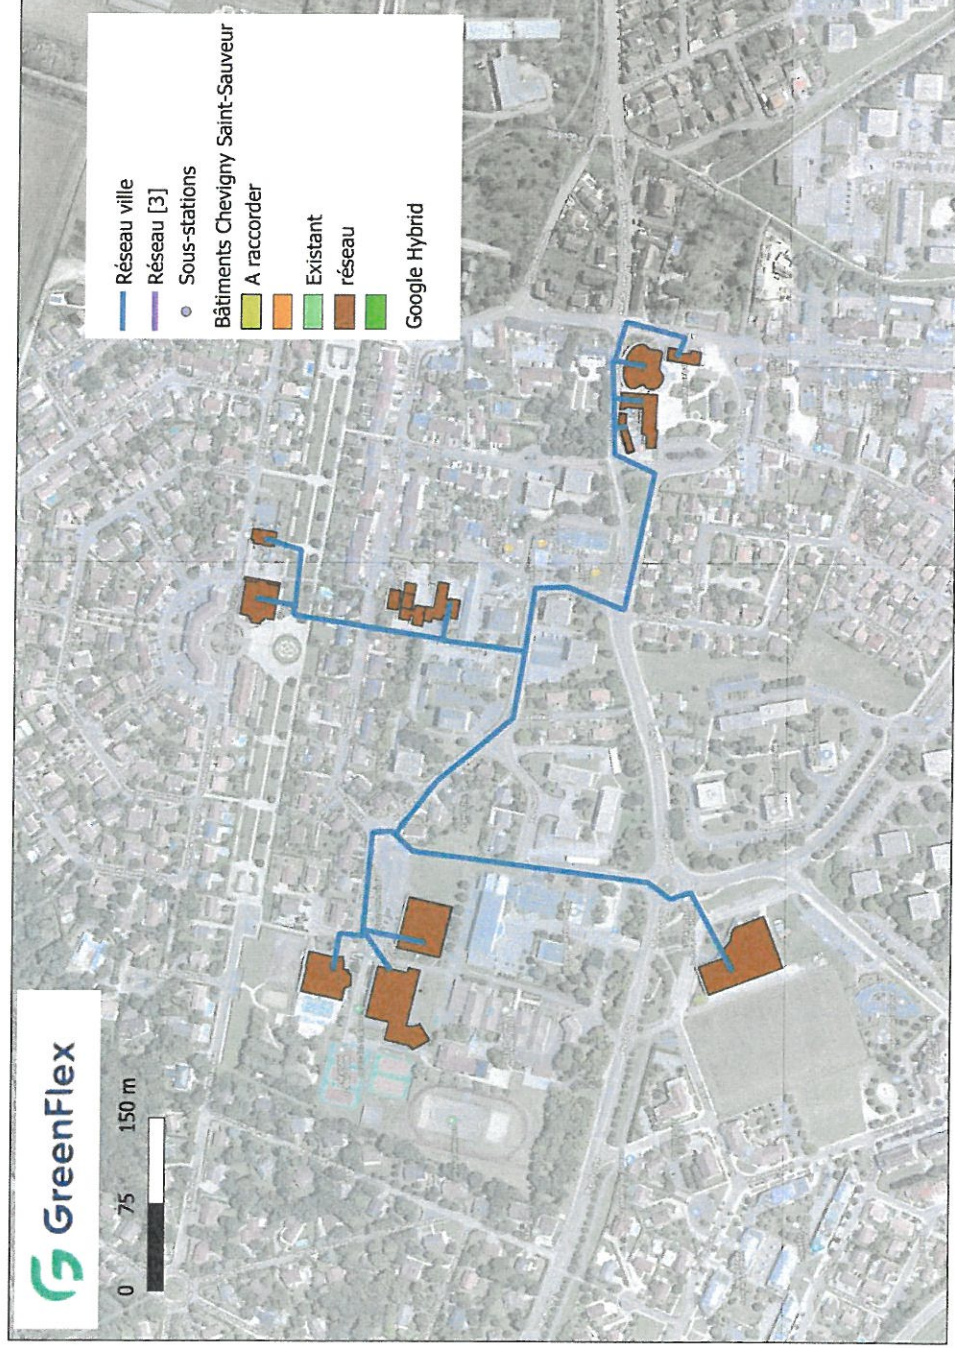 GreenFlex
0 75 150 m
Réseau ville
Réseau [3]
Sous-stations
Bâtiments Chevigny Saint-Sauveur
A raccorder
Existant
réseau
Google Hybrid